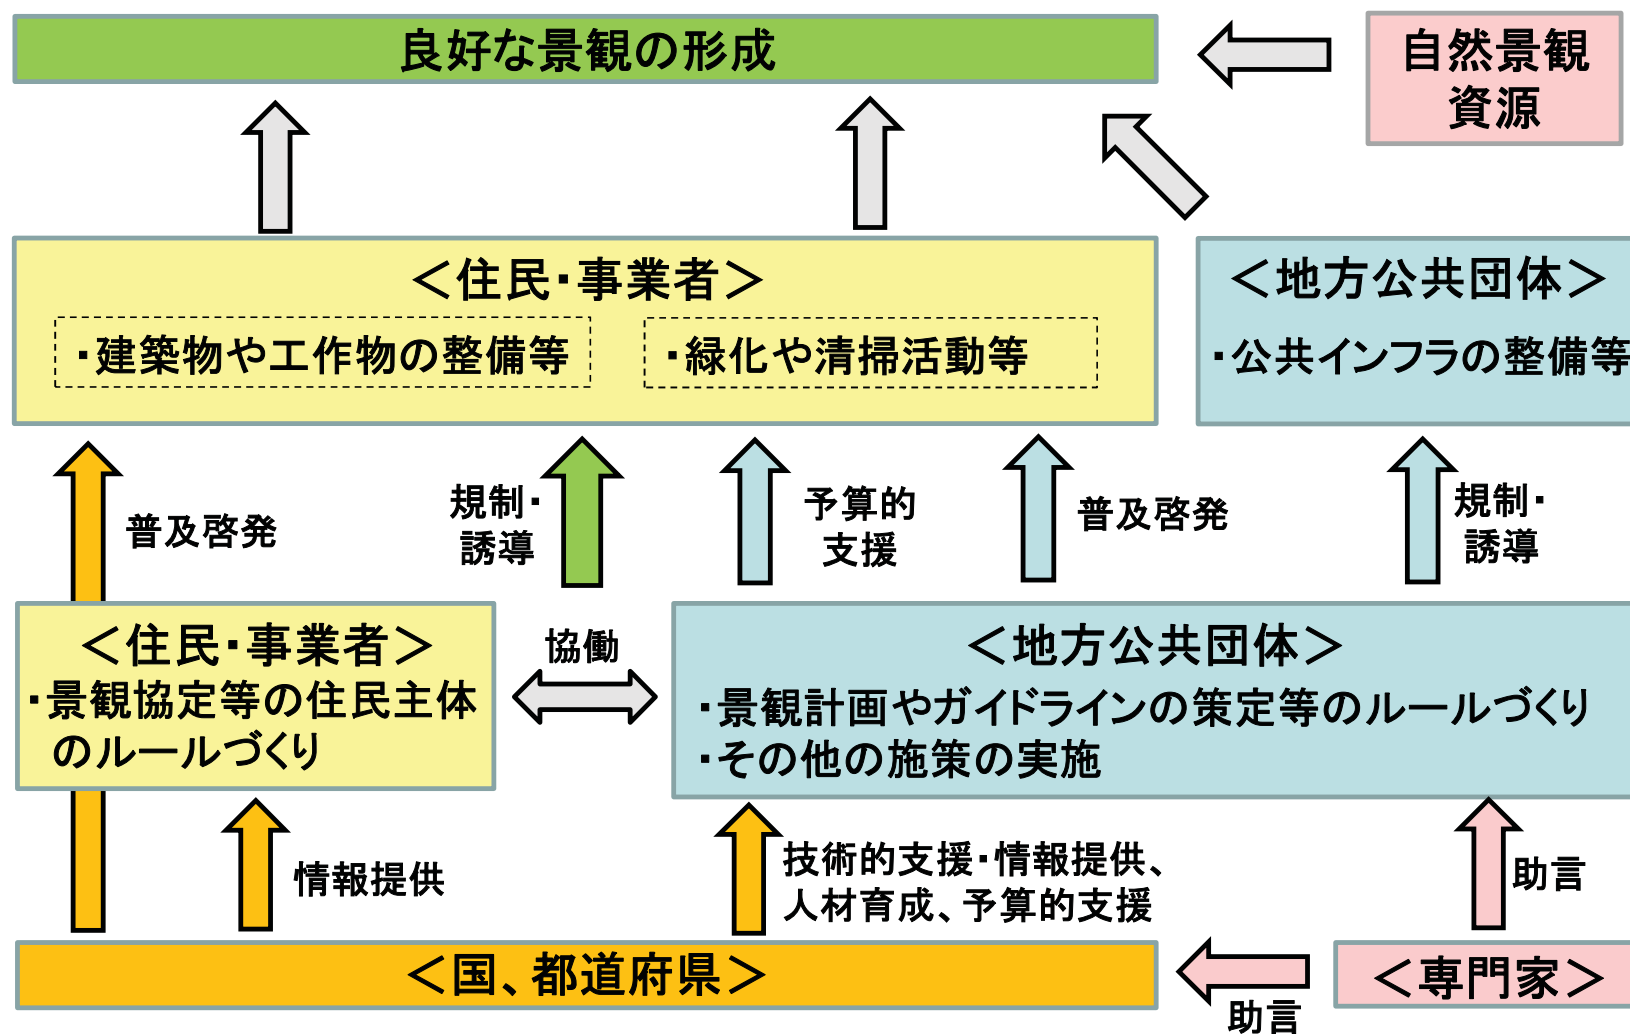 良好な景観の形成
自然景観
資源
＜住民・事業者＞
・建築物や工作物の整備等
・緑化や清掃活動等
＜地方公共団体＞
・公共インフラの整備等
普及啓発
規制・
誘導
予算的
支援
普及啓発
規制・
誘導
＜住民・事業者＞
・景観協定等の住民主体
のルールづくり
協働
＜地方公共団体＞
・景観計画やガイドラインの策定等のルールづくり
・その他の施策の実施
情報提供
技術的支援・情報提供、
人材育成、予算的支援
助言
＜国、都道府県＞
助言
＜専門家＞